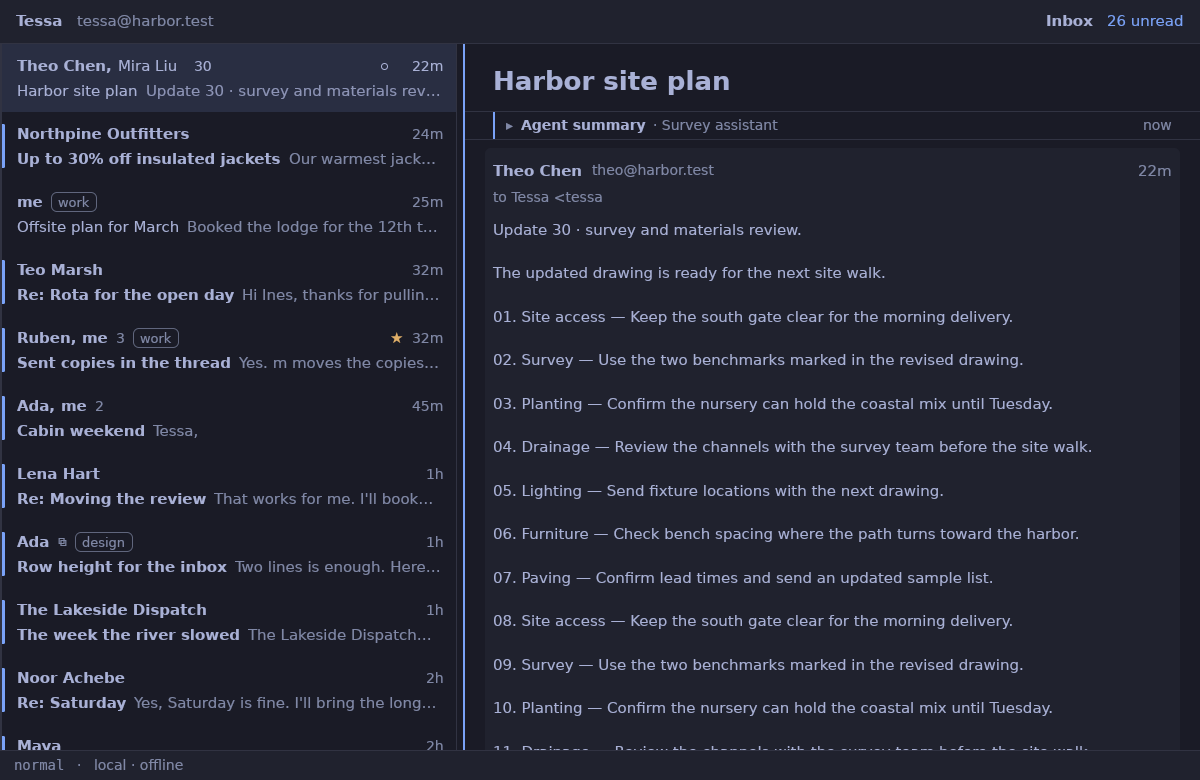 Tessa tessa@harbor.test Inbox 26 unread
Theo Chen, Mira Liu 30 22m
Harbor site plan Update 30 · survey and materials rev…
Northpine Outfitters 24m
Up to 30% off insulated jackets Our warmest jack…
me work 25m
Offsite plan for March Booked the lodge for the 12th t…
Teo Marsh 32m
Re: Rota for the open day Hi Ines, thanks for pullin…
Ruben, me 3 work ★ 32m
Sent copies in the thread Yes. m moves the copies…
Ada, me 2 45m
Cabin weekend Tessa,
Lena Hart 1h
Re: Moving the review That works for me. I'll book…
Ada design 1h
Row height for the inbox Two lines is enough. Here…
The Lakeside Dispatch 1h
The week the river slowed The Lakeside Dispatch…
Noor Achebe 2h
Re: Saturday Yes, Saturday is fine. I'll bring the long…
Maya 2h
Harbor site plan
▸ Agent summary · Survey assistant now
Theo Chen theo@harbor.test 22m
to Tessa <tessa
Update 30 · survey and materials review.
The updated drawing is ready for the next site walk.
01. Site access — Keep the south gate clear for the morning delivery.
02. Survey — Use the two benchmarks marked in the revised drawing.
03. Planting — Confirm the nursery can hold the coastal mix until Tuesday.
04. Drainage — Review the channels with the survey team before the site walk.
05. Lighting — Send fixture locations with the next drawing.
06. Furniture — Check bench spacing where the path turns toward the harbor.
07. Paving — Confirm lead times and send an updated sample list.
08. Site access — Keep the south gate clear for the morning delivery.
09. Survey — Use the two benchmarks marked in the revised drawing.
10. Planting — Confirm the nursery can hold the coastal mix until Tuesday.
11. Drainage — Review the channels with the survey team before the site walk.
normal · local · offline